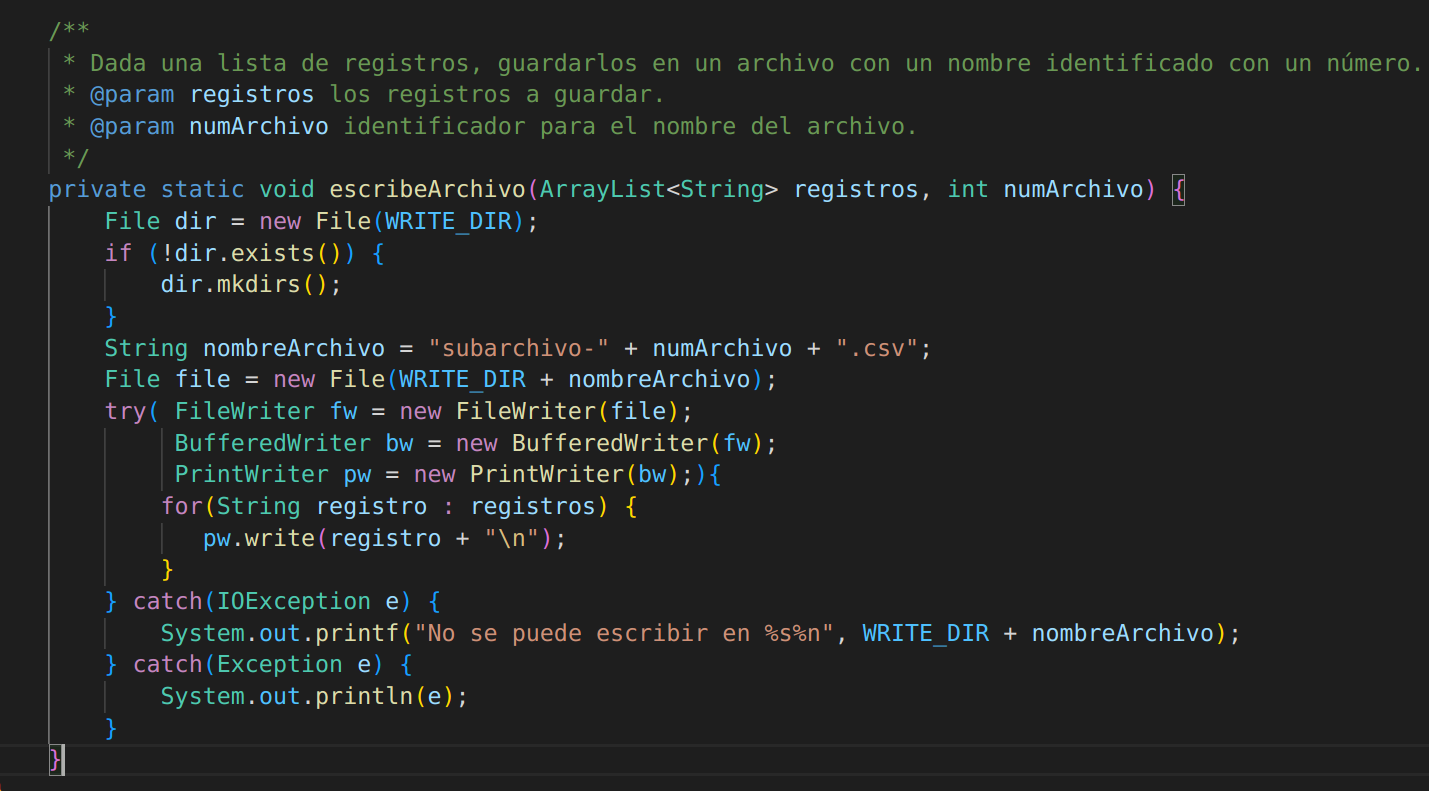 /**
 * Dada una lista de registros, guardarlos en un archivo con un nombre identificado con un número.
 * @param registros los registros a guardar.
 * @param numArchivo identificador para el nombre del archivo.
 */
private static void escribeArchivo(ArrayList<String> registros, int numArchivo) {
    File dir = new File(WRITE_DIR);
    if (!dir.exists()) {
        dir.mkdirs();
    }
    String nombreArchivo = "subarchivo-" + numArchivo + ".csv";
    File file = new File(WRITE_DIR + nombreArchivo);
    try( FileWriter fw = new FileWriter(file);
         BufferedWriter bw = new BufferedWriter(fw);
         PrintWriter pw = new PrintWriter(bw);){
        for(String registro : registros) {
           pw.write(registro + "\n");
        }
    } catch(IOException e) {
        System.out.printf("No se puede escribir en %s%n", WRITE_DIR + nombreArchivo);
    } catch(Exception e) {
        System.out.println(e);
    }
}